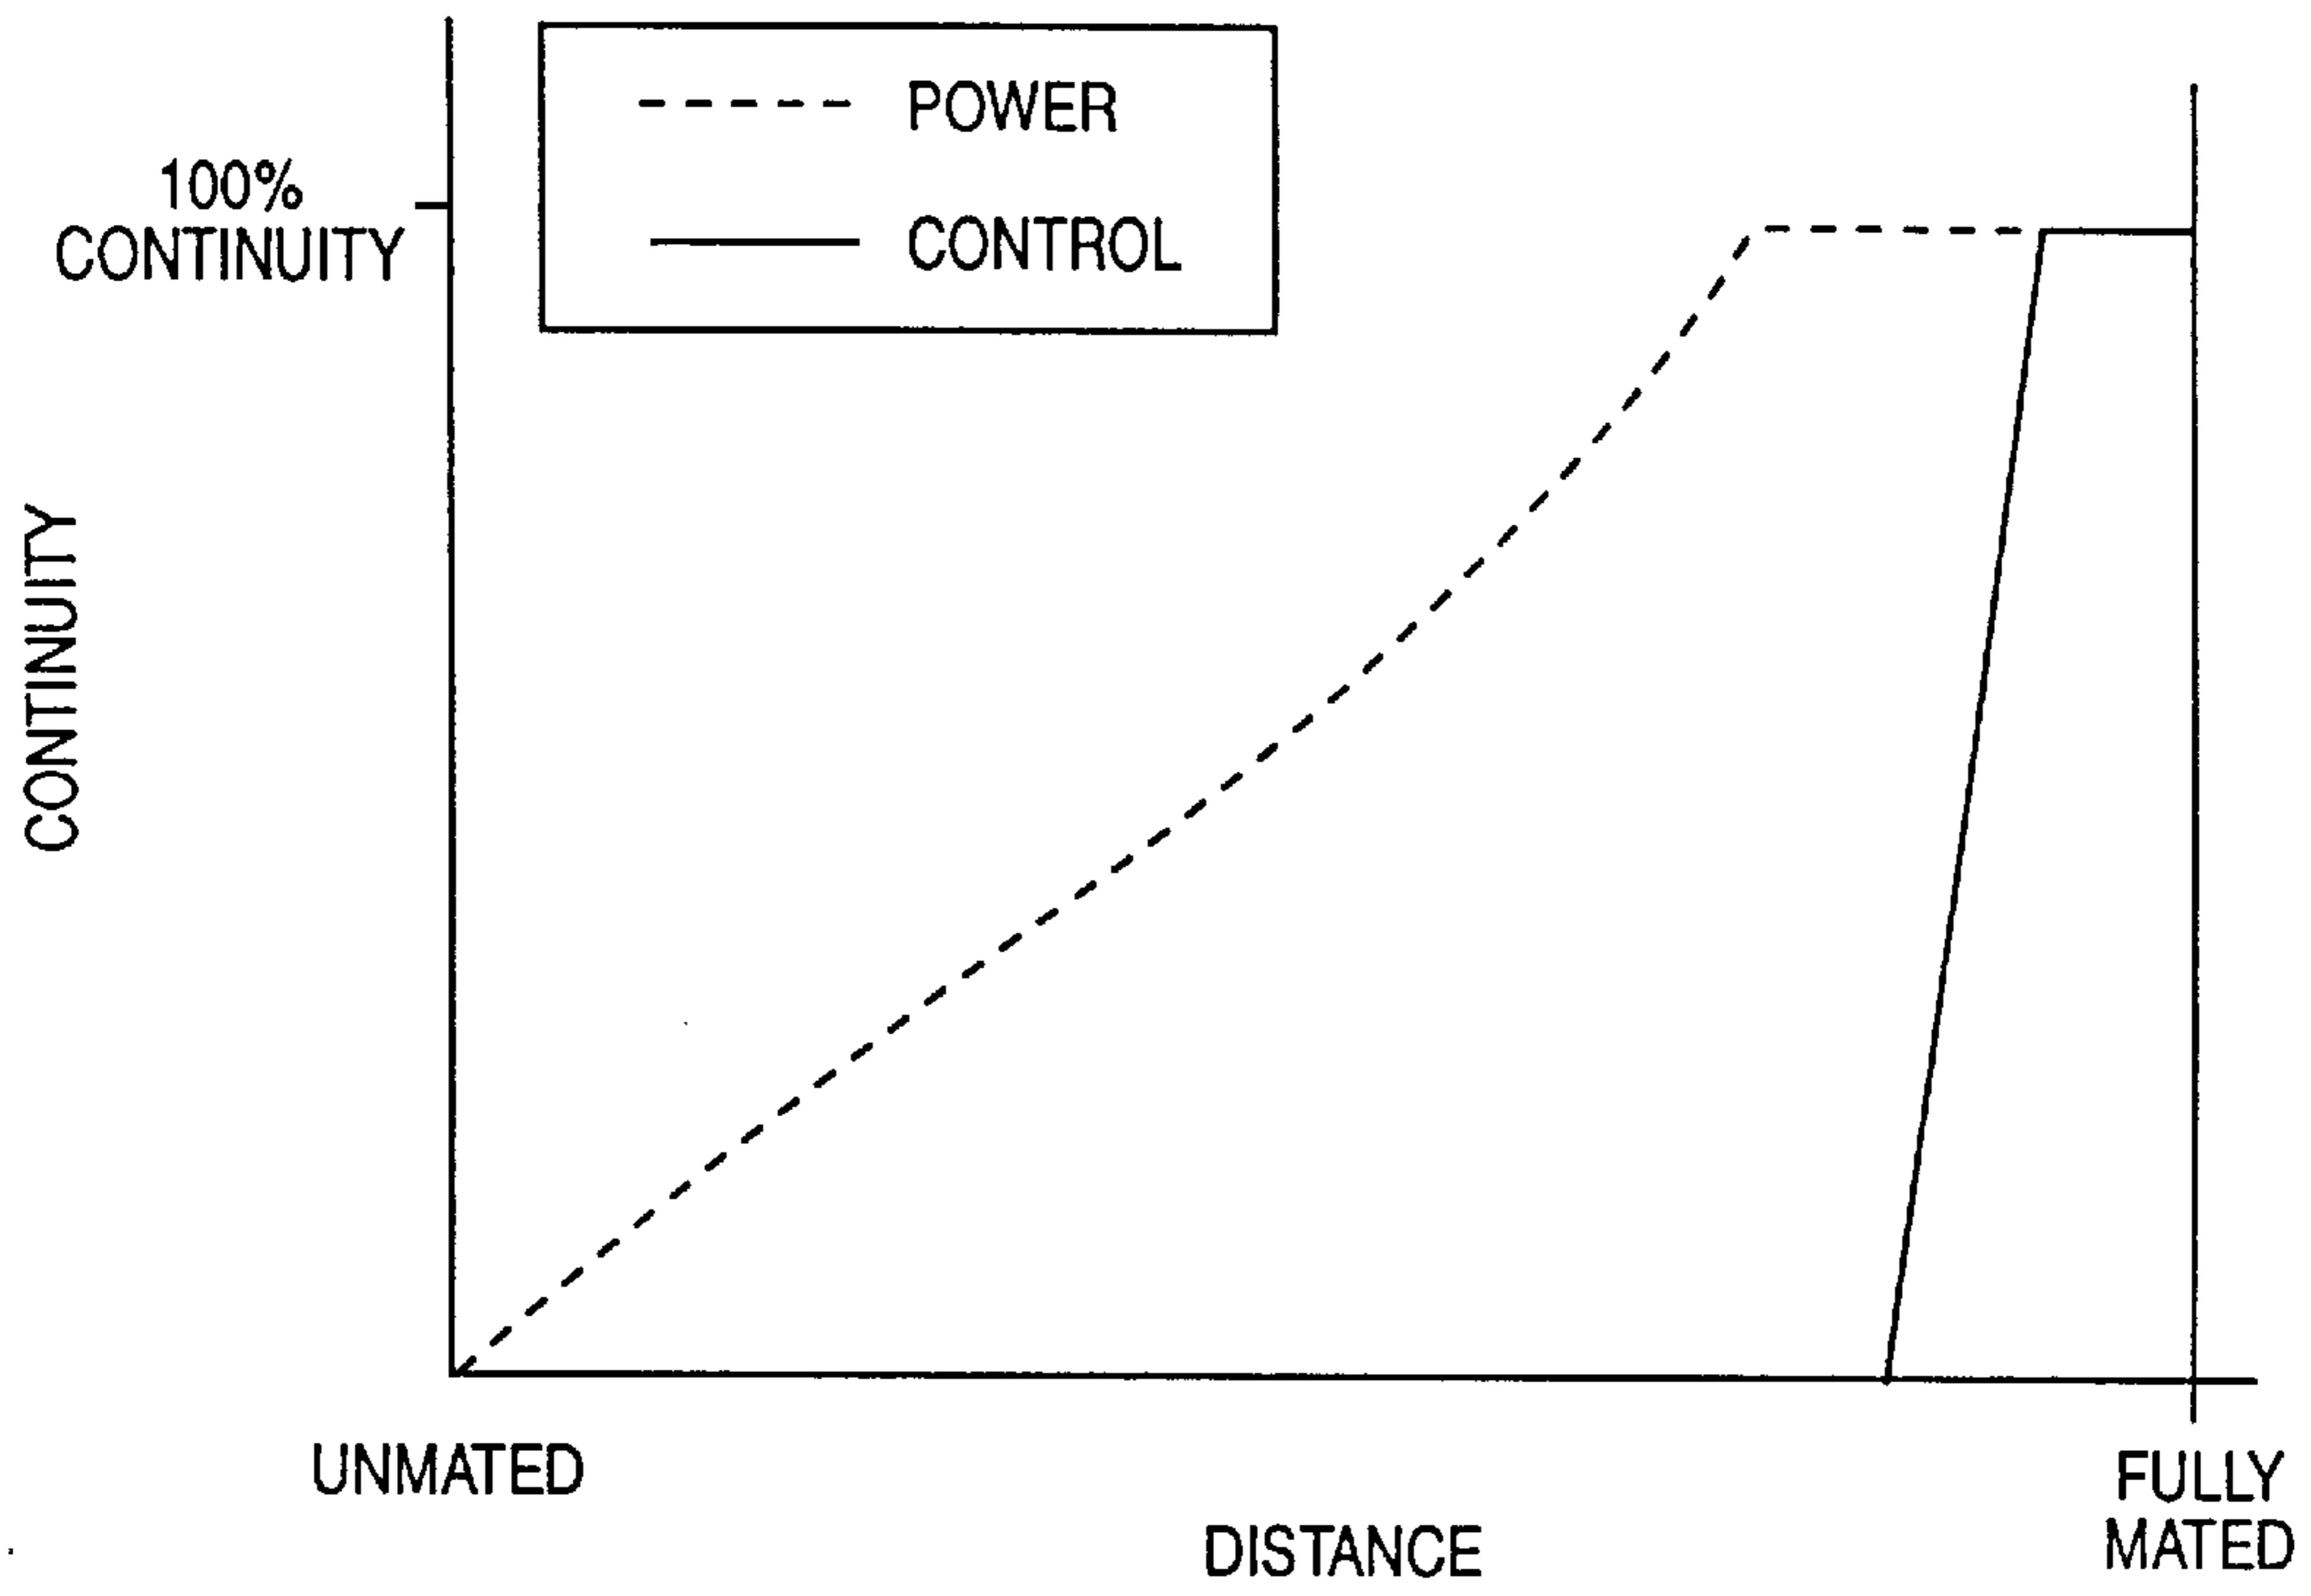 POWER
CONTROL
100%
CONTINUITY
CONTINUITY
UNMATED
FULLY
MATED
DISTANCE